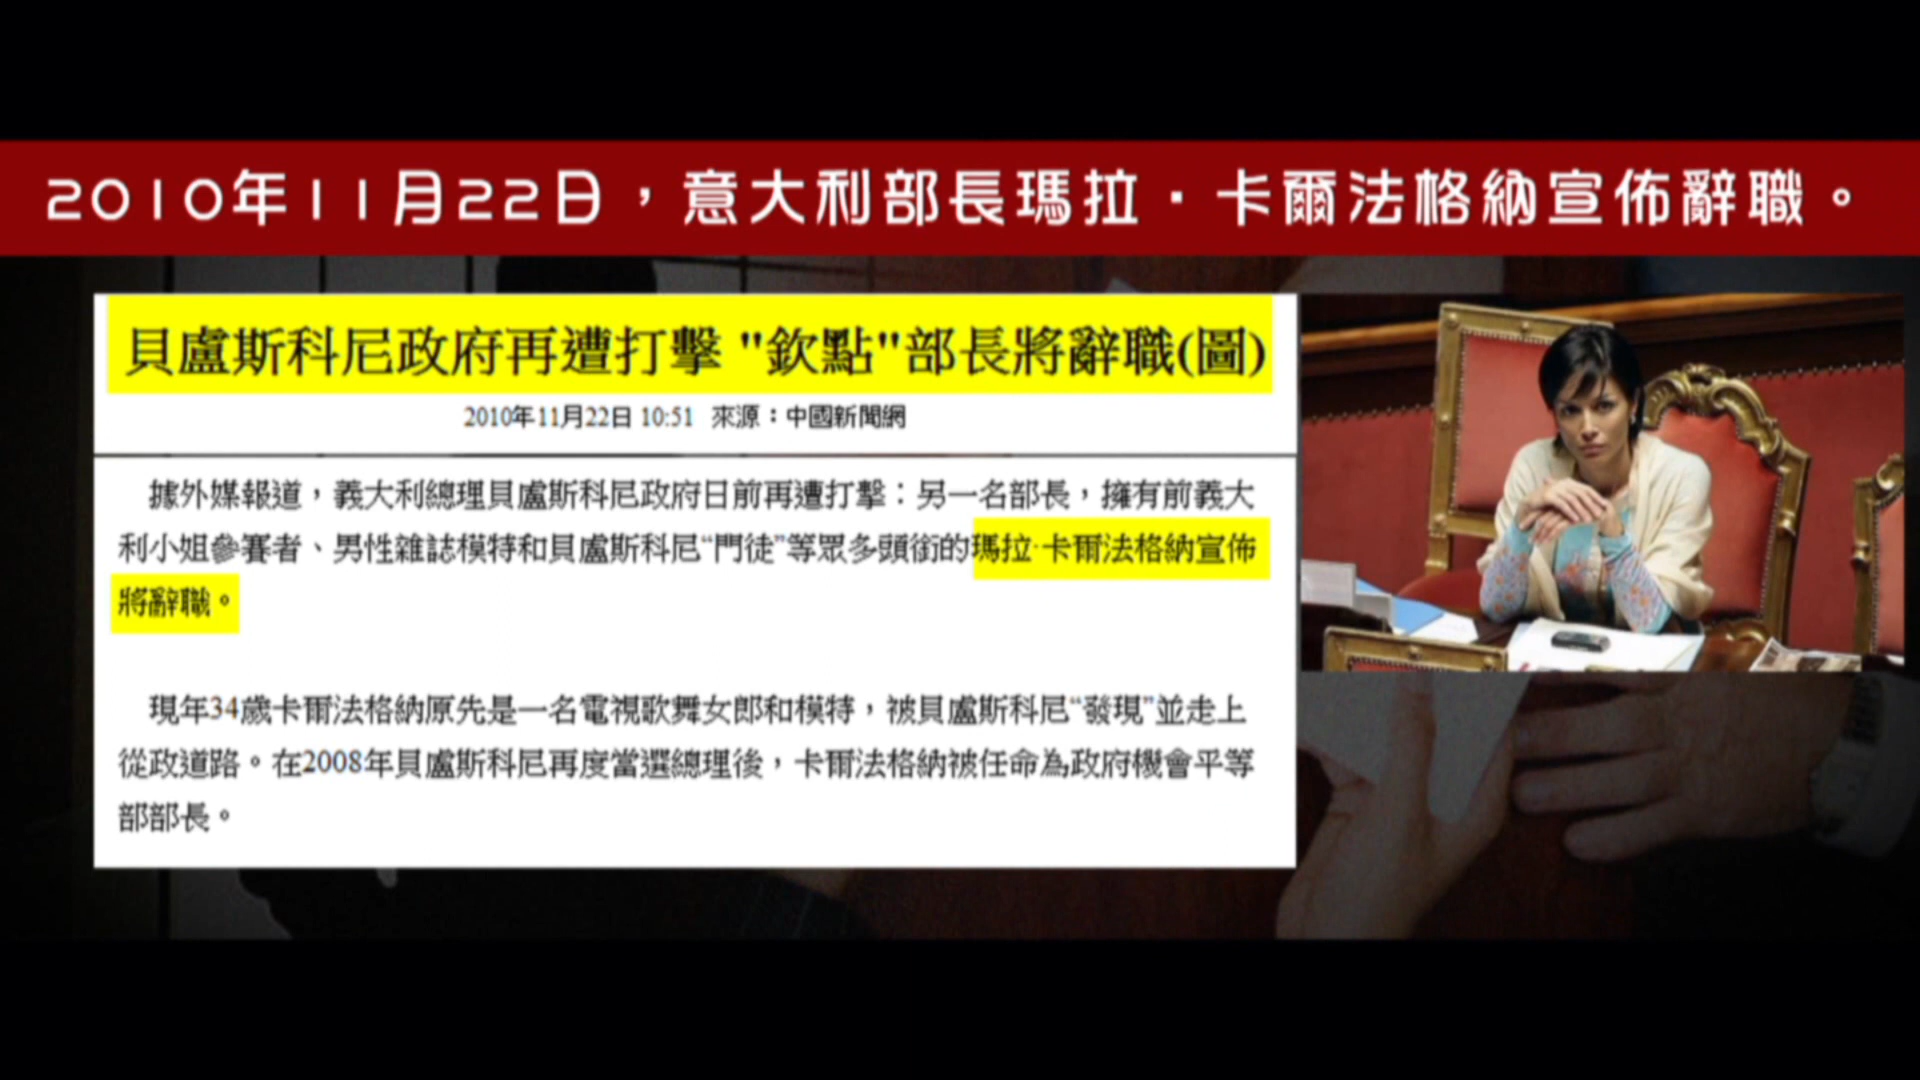 2010年11月22日，意大利部長瑪拉·卡爾法格納宣佈辭職。
貝盧斯科尼政府再遭打擊 "欽點"部長將辭職(圖)
2010年11月22日 10:51 來源：中國新聞網
據外媒報道，義大利總理貝盧斯科尼政府日前再遭打擊：另一名部長，擁有前義大
利小姐參賽者、男性雜誌模特和貝盧斯科尼“門徒”等眾多頭銜的瑪拉·卡爾法格納宣佈
將辭職。
現年34歲卡爾法格納原先是一名電視歌舞女郎和模特，被貝盧斯科尼“發現”並走上
從政道路。在2008年貝盧斯科尼再度當選總理後，卡爾法格納被任命為政府機會平等
部部長。